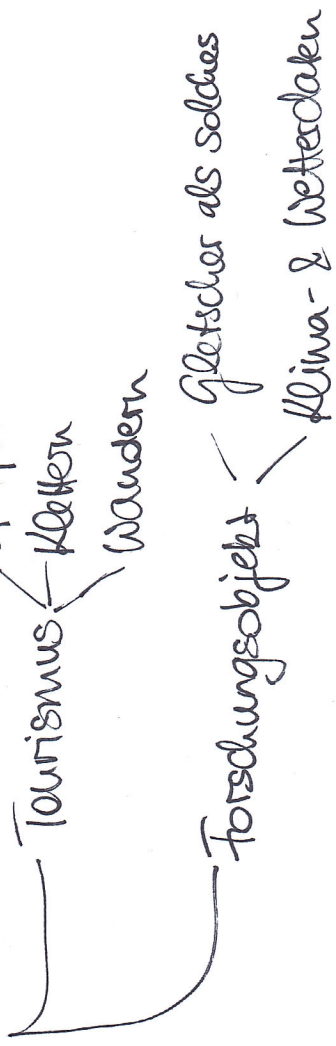 Tourismus
Klettern
Wandern
Forschungsobjekt
Gletscher als solches
Klima- & Wetterdaten